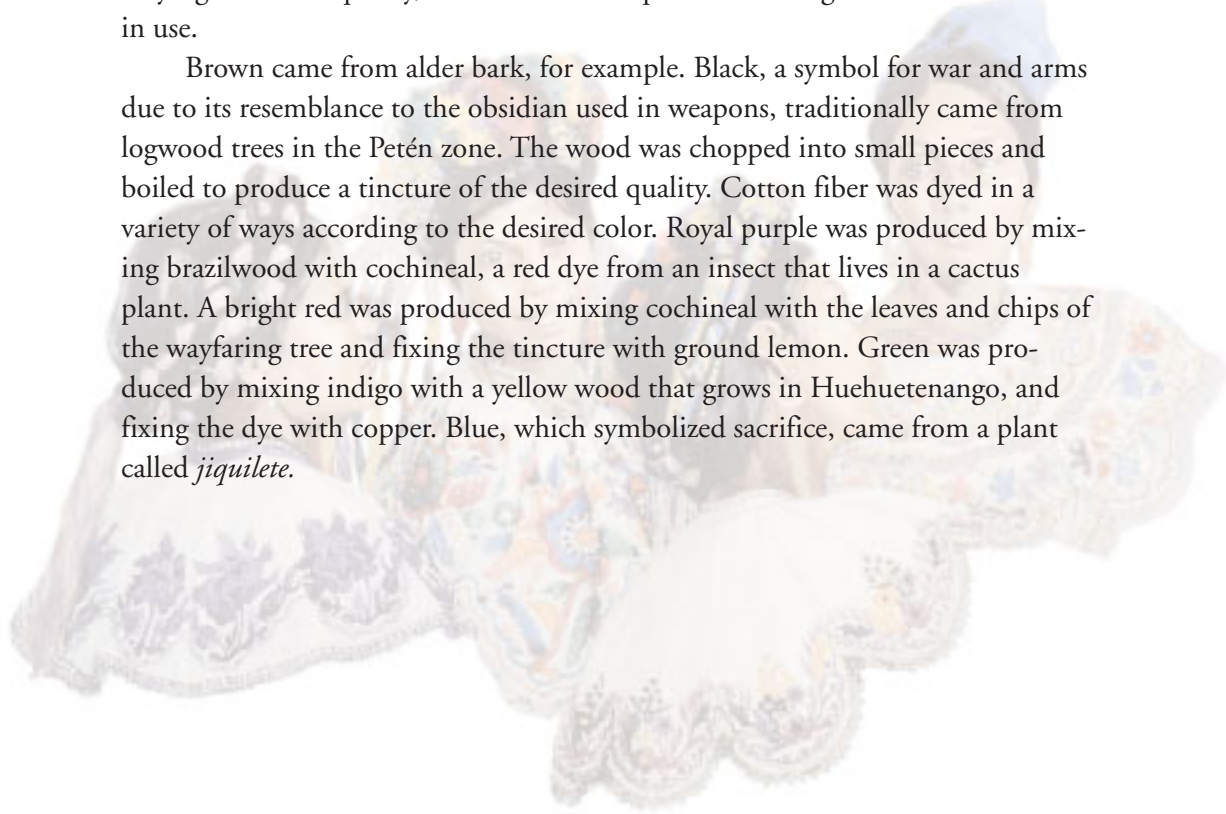 in use.
Brown came from alder bark, for example. Black, a symbol for war and arms
due to its resemblance to the obsidian used in weapons, traditionally came from
logwood trees in the Petén zone. The wood was chopped into small pieces and
boiled to produce a tincture of the desired quality. Cotton fiber was dyed in a
variety of ways according to the desired color. Royal purple was produced by mix-
ing brazilwood with cochineal, a red dye from an insect that lives in a cactus
plant. A bright red was produced by mixing cochineal with the leaves and chips of
the wayfaring tree and fixing the tincture with ground lemon. Green was pro-
duced by mixing indigo with a yellow wood that grows in Huehuetenango, and
fixing the dye with copper. Blue, which symbolized sacrifice, came from a plant
called jiquilete.